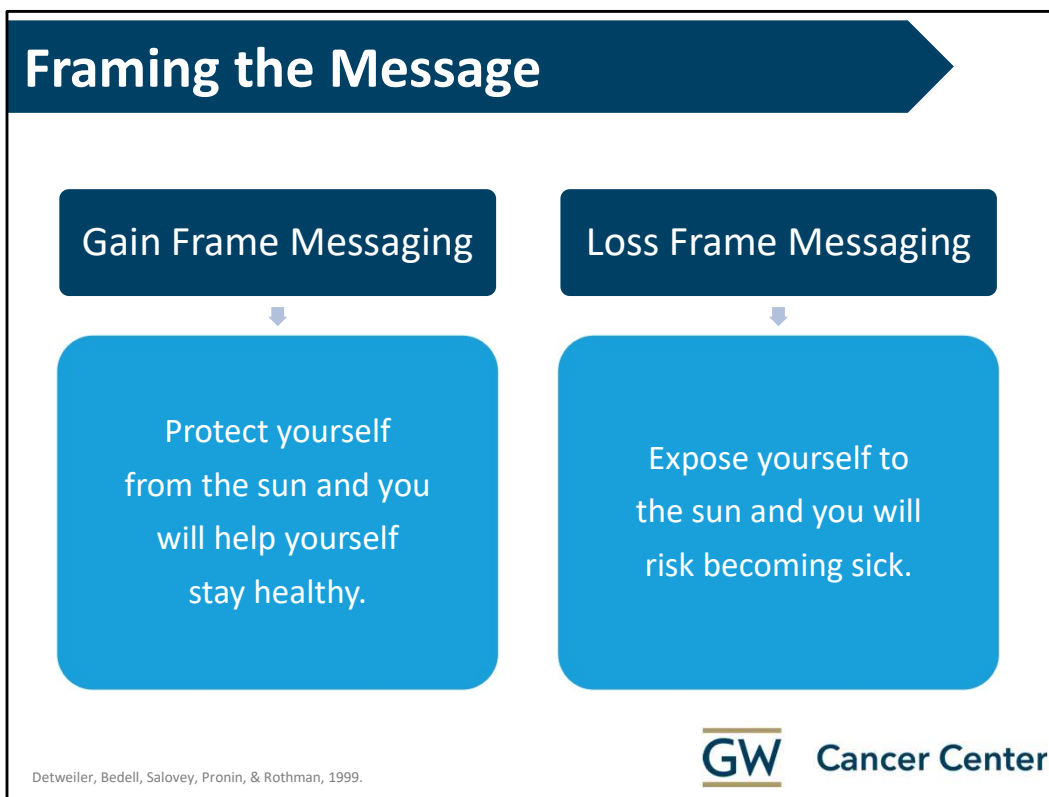 Framing the Message
Gain Frame Messaging
Protect yourself
from the sun and you
will help yourself
stay healthy.
Loss Frame Messaging
Expose yourself to
the sun and you will
risk becoming sick.
Detweiler, Bedell, Salovey, Pronin, & Rothman, 1999.
GW Cancer Center